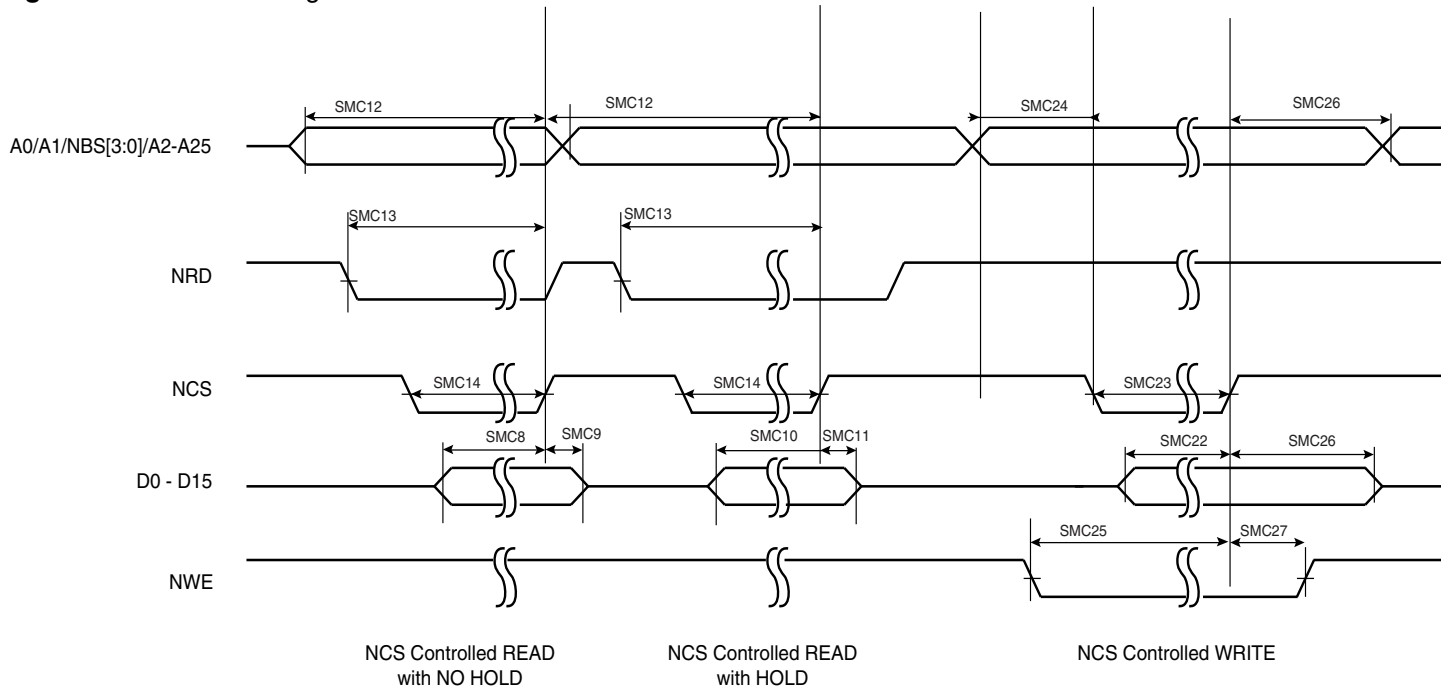 SMC12
SMC12
SMC24
SMC26
A0/A1/NBS[3:0]/A2-A25
SMC13
SMC13
NRD
SMC14
SMC14
SMC23
NCS
SMC8
SMC9
SMC10
SMC11
SMC22
SMC26
D0 - D15
SMC25
SMC27
NWE
NCS Controlled READ
with NO HOLD
NCS Controlled READ
with HOLD
NCS Controlled WRITE